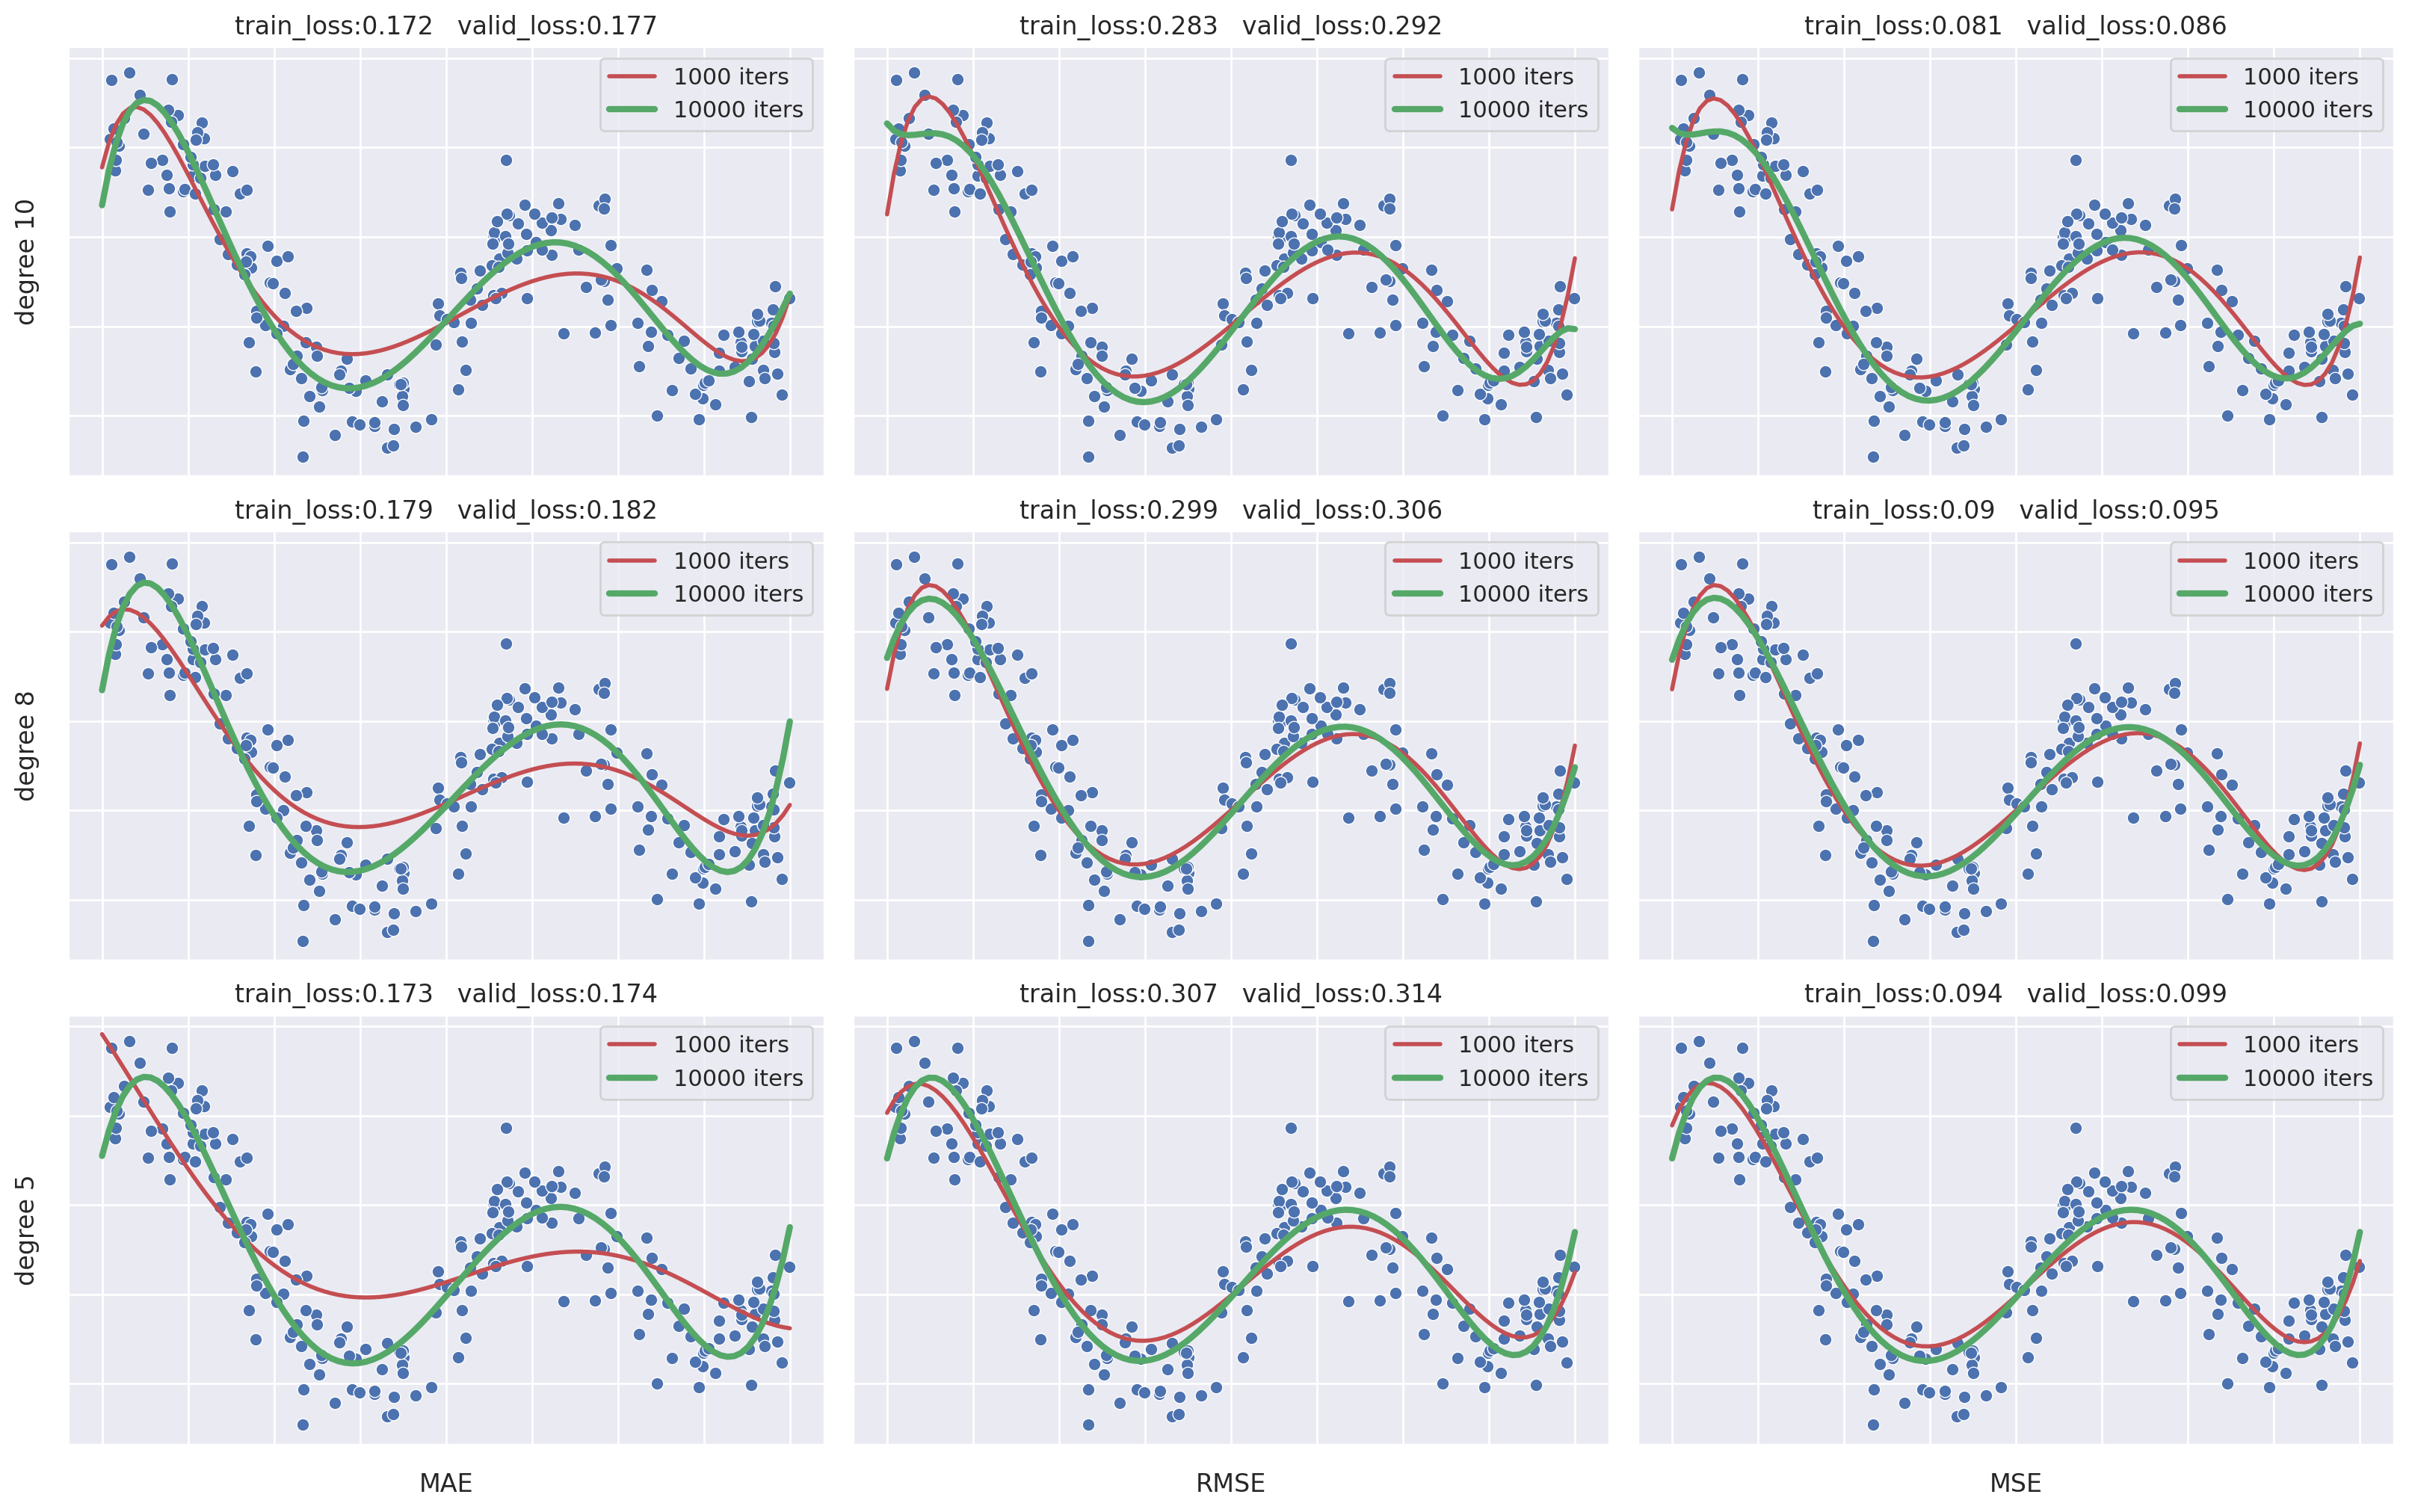 train_loss:0.172   valid_loss:0.177
train_loss:0.283   valid_loss:0.292
train_loss:0.081   valid_loss:0.086
1000 iters
10000 iters
1000 iters
10000 iters
1000 iters
10000 iters
degree 10
train_loss:0.179   valid_loss:0.182
train_loss:0.299   valid_loss:0.306
train_loss:0.09   valid_loss:0.095
1000 iters
10000 iters
1000 iters
10000 iters
1000 iters
10000 iters
degree 8
train_loss:0.173   valid_loss:0.174
train_loss:0.307   valid_loss:0.314
train_loss:0.094   valid_loss:0.099
1000 iters
10000 iters
1000 iters
10000 iters
1000 iters
10000 iters
degree 5
MAE
RMSE
MSE